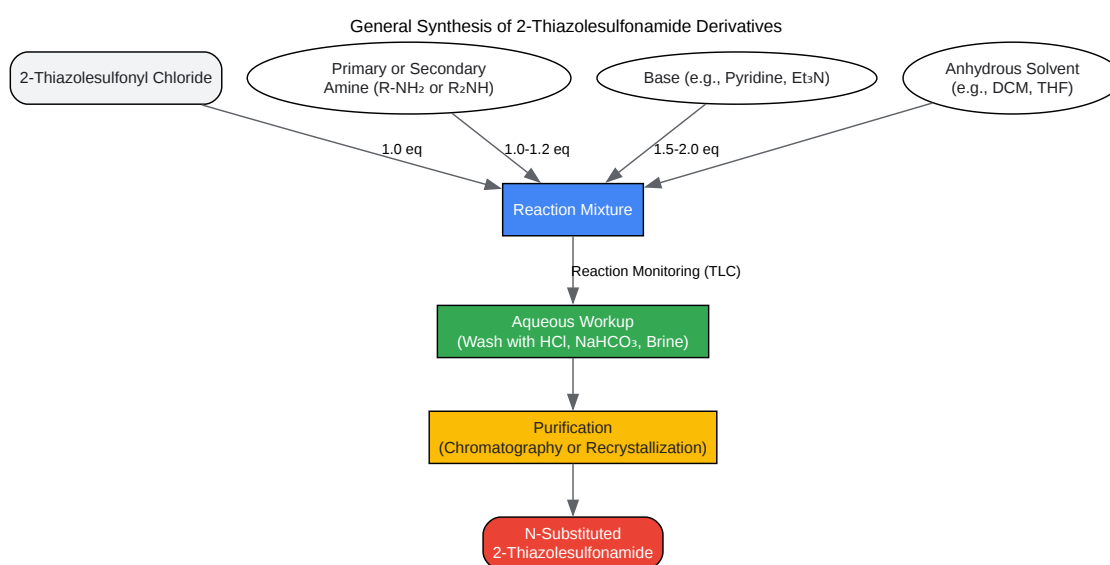 General Synthesis of 2-Thiazolesulfonamide Derivatives
2-Thiazolesulfonyl Chloride
Primary or Secondary
Amine (R-NH₂ or R₂NH)
Base (e.g., Pyridine, Et₃N)
Anhydrous Solvent
(e.g., DCM, THF)
1.0 eq
1.0-1.2 eq
1.5-2.0 eq
Reaction Mixture
Reaction Monitoring (TLC)
Aqueous Workup
(Wash with HCl, NaHCO₃, Brine)
Purification
(Chromatography or Recrystallization)
N-Substituted
2-Thiazolesulfonamide